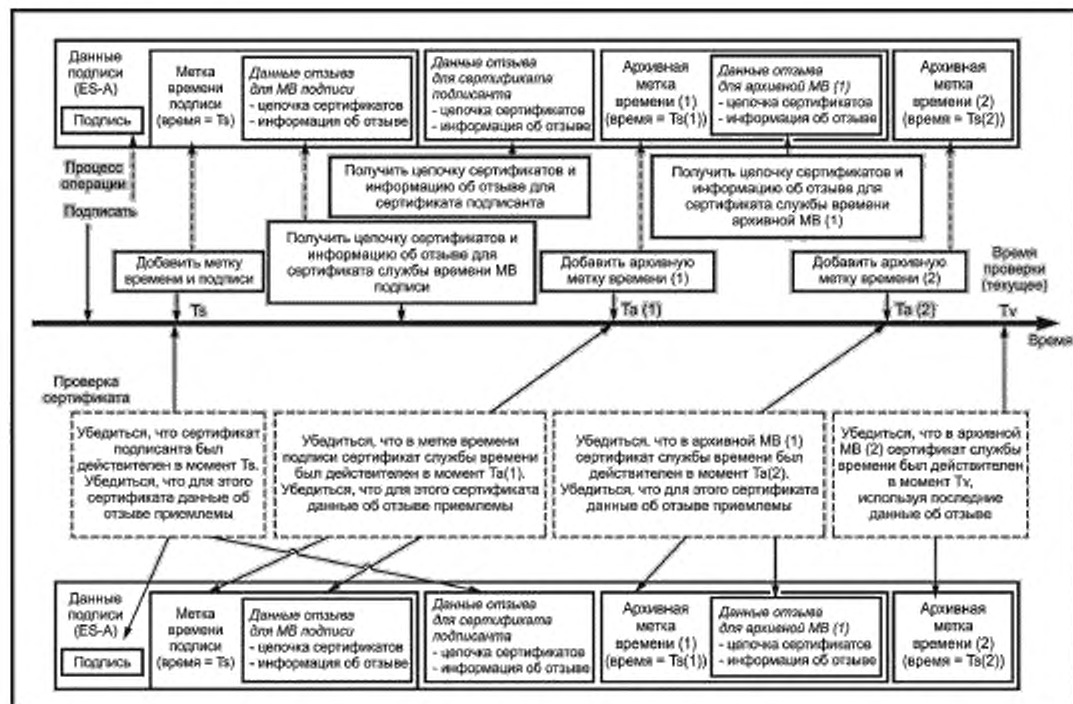 Данные
подписи
(ES-A)
Подпись
Метка
времени
подписи
(время = Ts)
Данные отзыва
для МВ подписи
- цепочка сертификатов
- информация об отзыве
Данные отзыва
для сертификата
подписанта
- цепочка сертификатов
- информация об отзыве
Архивная
метка
времени (1)
(время = Ts(1))
Данные отзыва
для архивной МВ (1)
- цепочка сертификатов
- информация об отзыве
Архивная
метка
времени (2)
(время = Ts(2))
Процесс
операции
Подписать
Получить цепочку сертификатов и
информацию об отзыве для
сертификата подписанта
Получить цепочку сертификатов и
информацию об отзыве для
сертификата службы времени
архивной МВ (1)
Добавить метку
времени и подписи
Получить цепочку сертификатов и
информацию об отзыве для
сертификата службы времени МВ
подписи
Добавить архивную
метку времени (1)
Добавить архивную
метку времени (2)
Время
проверки
(текущее)
Ts
Ta (1)
Ta (2)
Tv
Время
Проверка
сертификата
Убедиться, что сертификат
подписанта был
действителен в момент Ts.
Убедиться, что для этого
сертификата данные об
отзыве приемлемы
Убедиться, что в метке времени
подписи сертификат службы времени
был действителен в момент Ta(1).
Убедиться, что для этого сертификата
данные об отзыве приемлемы
Убедиться, что в архивной МВ (1)
сертификат службы времени был
действителен в момент Ta(2).
Убедиться, что для этого сертификата
данные об отзыве приемлемы
Убедиться, что в архивной
МВ (2) сертификат службы
времени был действителен
в момент Tv,
используя последние
данные об отзыве
Данные
подписи
(ES-A)
Подпись
Метка
времени
подписи
(время = Ts)
Данные отзыва
для МВ подписи
- цепочка сертификатов
- информация об отзыве
Данные отзыва
для сертификата
подписанта
- цепочка сертификатов
- информация об отзыве
Архивная
метка
времени (1)
(время = Ts(1))
Данные отзыва
для архивной МВ (1)
- цепочка сертификатов
- информация об отзыве
Архивная
метка
времени (2)
(время = Ts(2))